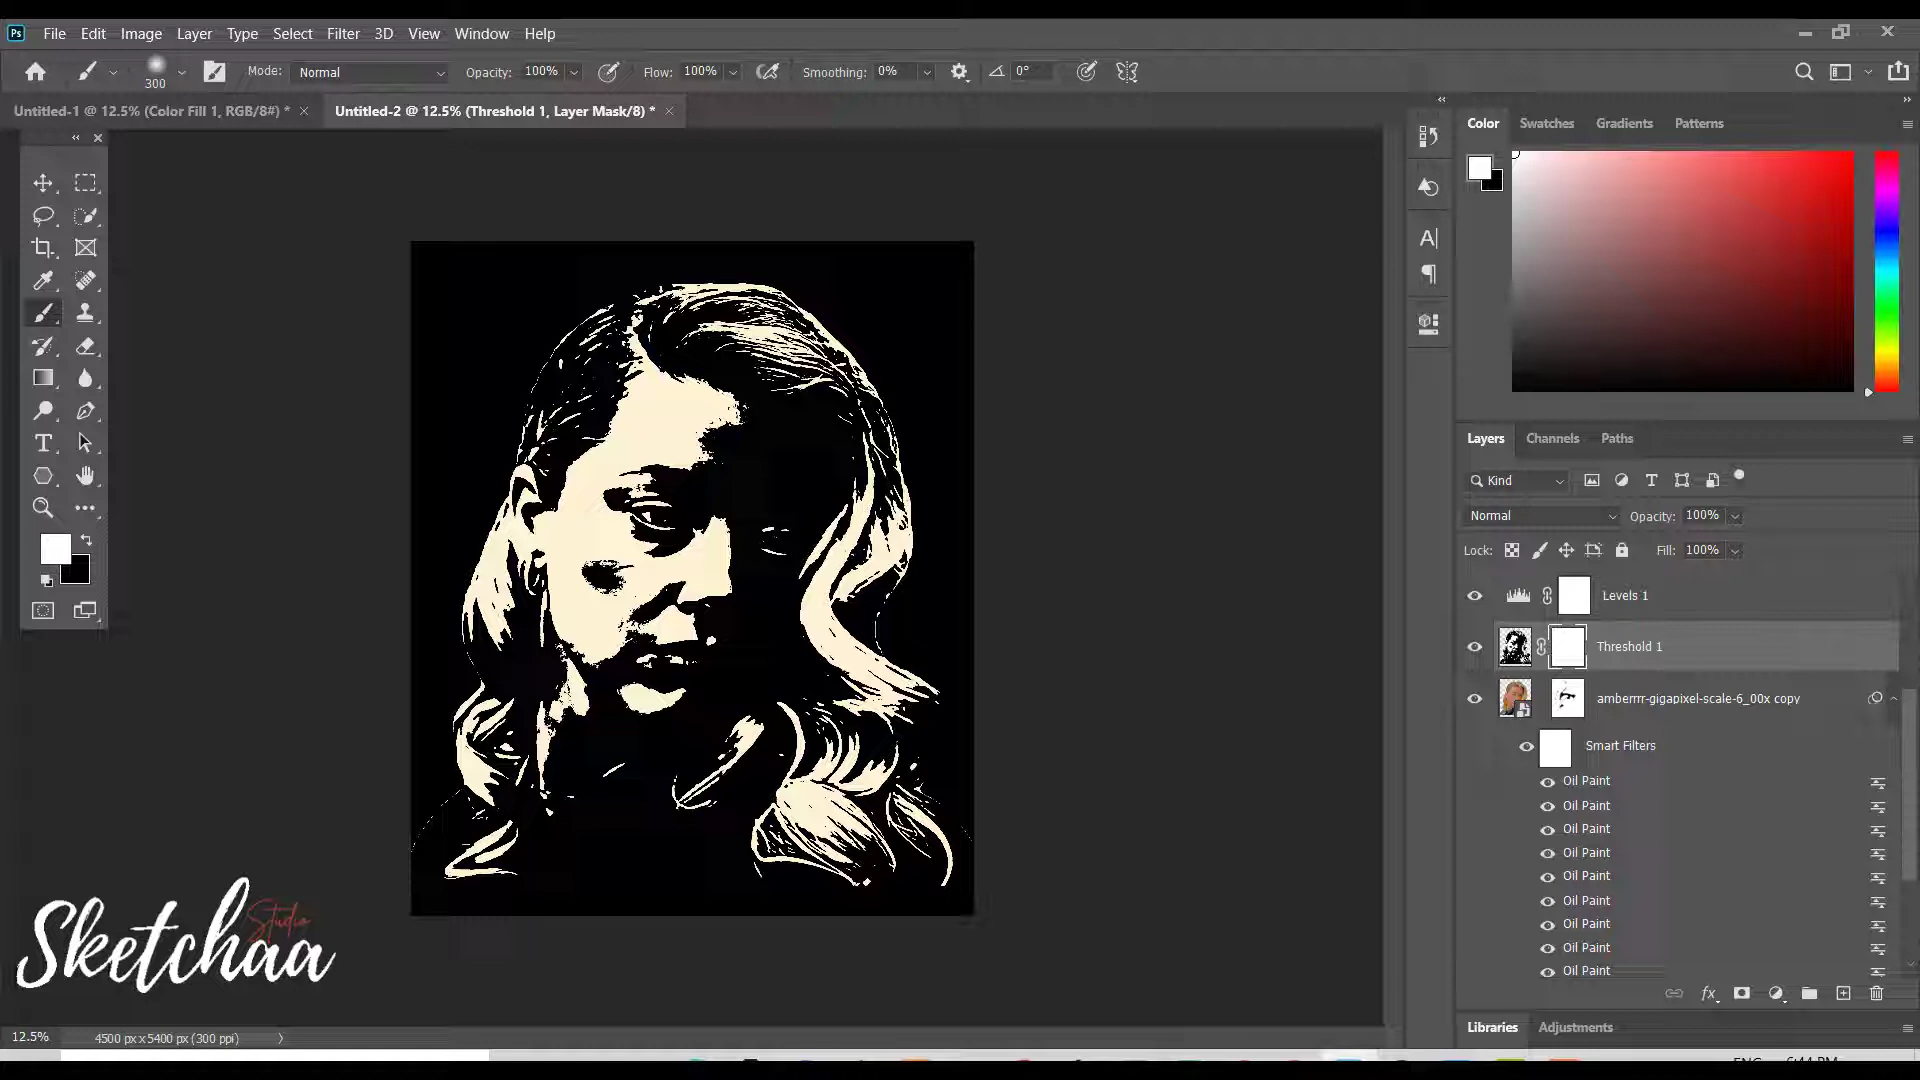 Ps File Edit Image Layer Type Select Filter 3D View Window Help
300 Mode: Normal Opacity: 100% Flow: 100% Smoothing: 0% 0°
Untitled-1 @ 12.5% (Color Fill 1, RGB/8#) * × Untitled-2 @ 12.5% (Threshold 1, Layer Mask/8) * ×
Color Swatches Gradients Patterns
Layers Channels Paths
Kind
Normal Opacity: 100%
Lock: Fill: 100%
Levels 1
Threshold 1
amberrrr-gigapixel-scale-6_00x copy
Smart Filters
Oil Paint
Oil Paint
Oil Paint
Oil Paint
Oil Paint
Oil Paint
Oil Paint
Oil Paint
Oil Paint
fx
Sketchaa
Studio
12.5% 4500 px x 5400 px (300 ppi)
Libraries Adjustments